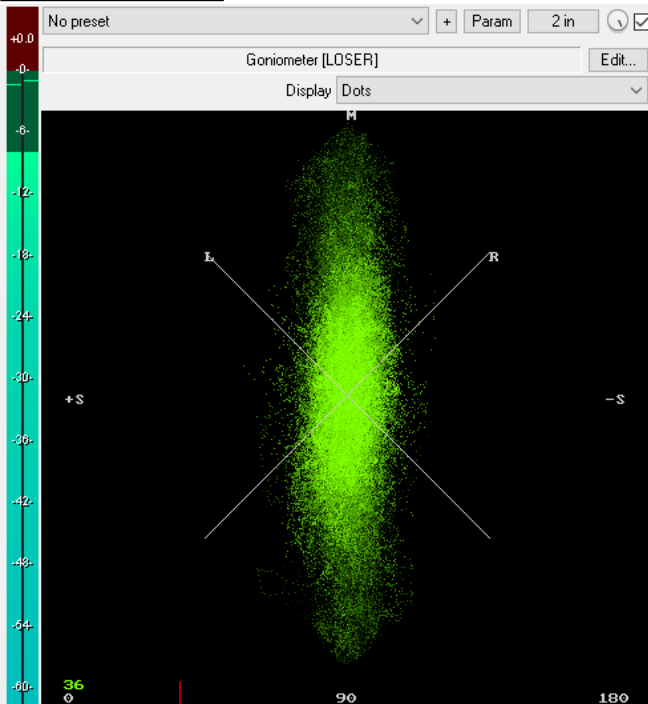 No preset + Param 2 in
Goniometer [LOSER] Edit...
Display Dots
+0.0
-0-
-6-
-12-
-18-
-24-
-30-
-36-
-42-
-48-
-54-
-60-
M
L R
+S -S
36
0 90 180